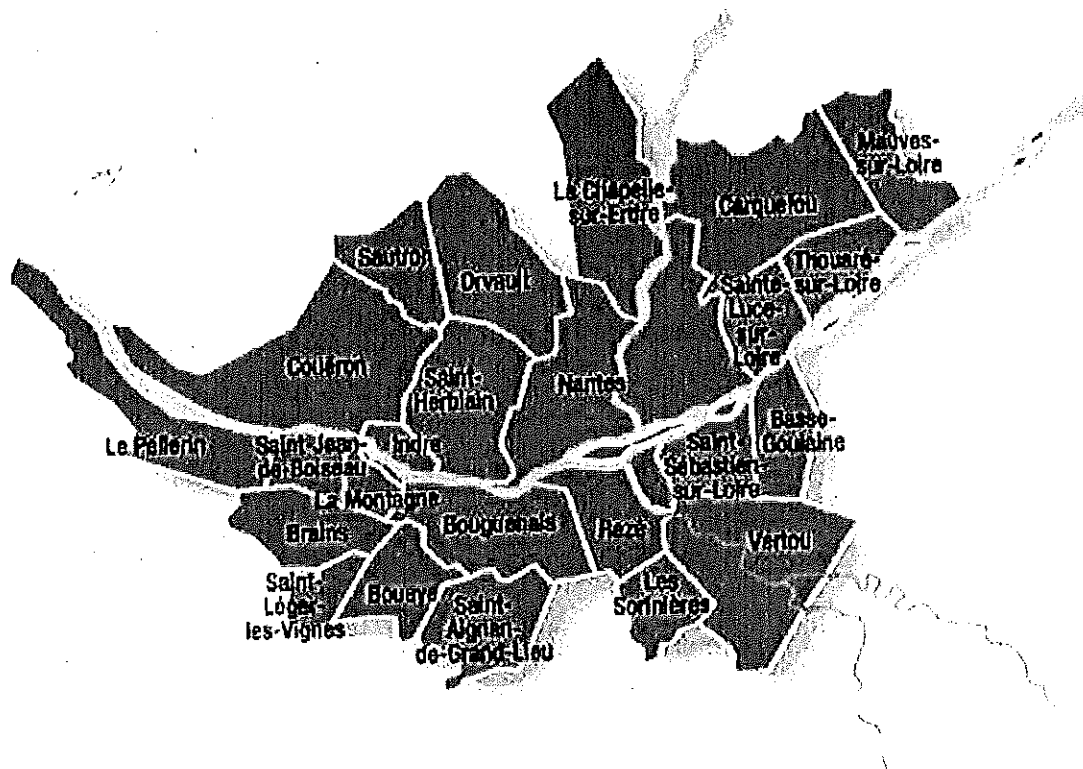 Mauves-
sur-Loire
La Chapelle-
sur-Erdre
Carquefou
Sautron
Orvault
Thouaré-
sur-Loire
Sainte-
Luce-
sur-
Loire
Couëron
Saint-
Herblain
Nantes
Basse-
Goulaine
Le Pellerin
Saint-Jean-
de-Boiseau
Indre
Saint-
Sébastien-
sur-Loire
La Montagne
Bouguenais
Rezé
Vertou
Brains
Saint-
Léger-
les-Vignes
Bouaye
Saint-
Aignan-
de-Grand-Lieu
Les
Sorinières